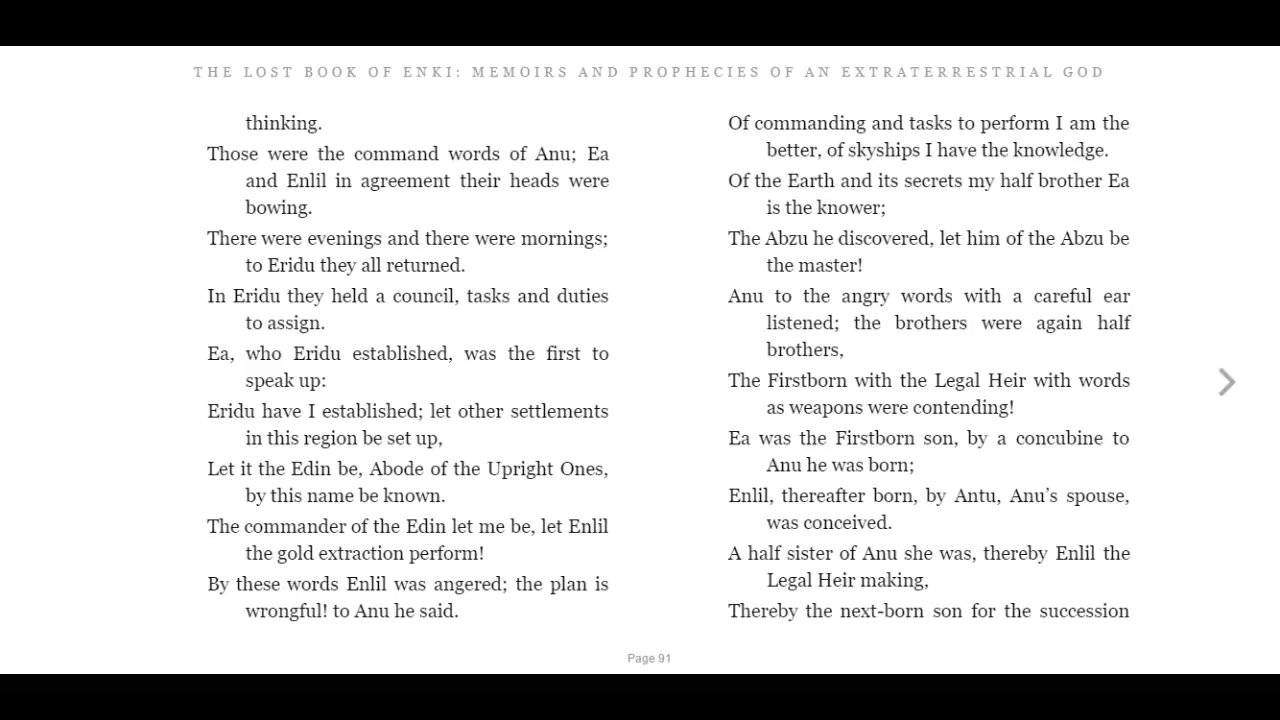 THE LOST BOOK OF ENKI: MEMOIRS AND PROPHECIES OF AN EXTRATERRESTRIAL GOD
thinking.
Those were the command words of Anu; Ea
and Enlil in agreement their heads were
bowing.
There were evenings and there were mornings;
to Eridu they all returned.
In Eridu they held a council, tasks and duties
to assign.
Ea, who Eridu established, was the first to
speak up:
Eridu have I established; let other settlements
in this region be set up,
Let it the Edin be, Abode of the Upright Ones,
by this name be known.
The commander of the Edin let me be, let Enlil
the gold extraction perform!
By these words Enlil was angered; the plan is
wrongful! to Anu he said.
Of commanding and tasks to perform I am the
better, of skyships I have the knowledge.
Of the Earth and its secrets my half brother Ea
is the knower;
The Abzu he discovered, let him of the Abzu be
the master!
Anu to the angry words with a careful ear
listened; the brothers were again half
brothers,
The Firstborn with the Legal Heir with words
as weapons were contending!
Ea was the Firstborn son, by a concubine to
Anu he was born;
Enlil, thereafter born, by Antu, Anu’s spouse,
was conceived.
A half sister of Anu she was, thereby Enlil the
Legal Heir making,
Thereby the next-born son for the succession
Page 91